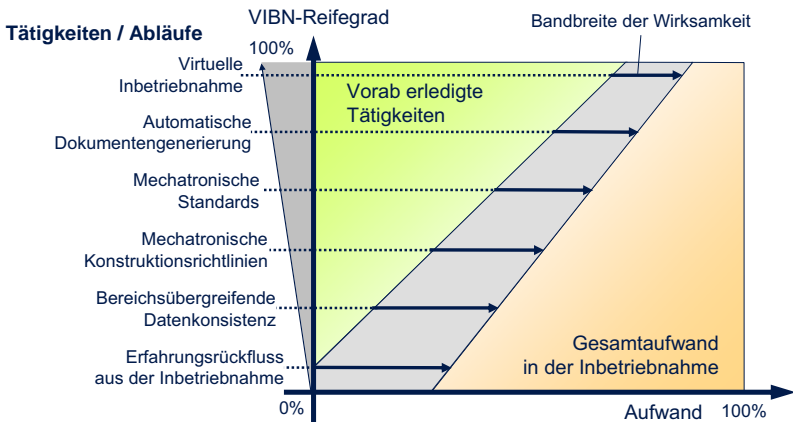 VIBN-Reifegrad
Bandbreite der Wirksamkeit
Tätigkeiten / Abläufe
100%
Virtuelle
Inbetriebnahme
Vorab erledigte
Tätigkeiten
Automatische
Dokumentengenerierung
Mechatronische
Standards
Mechatronische
Konstruktionsrichtlinien
Bereichsübergreifende
Datenkonsistenz
Erfahrungsrückfluss
aus der Inbetriebnahme
Gesamtaufwand
in der Inbetriebnahme
0%
Aufwand
100%